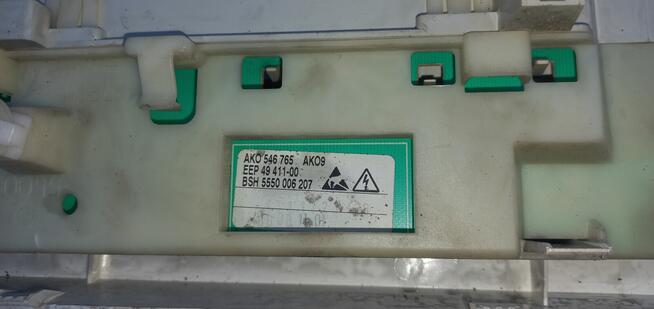 AKO 546 765 AKO9
EEP 49 411-00
BSH 5550 006 207